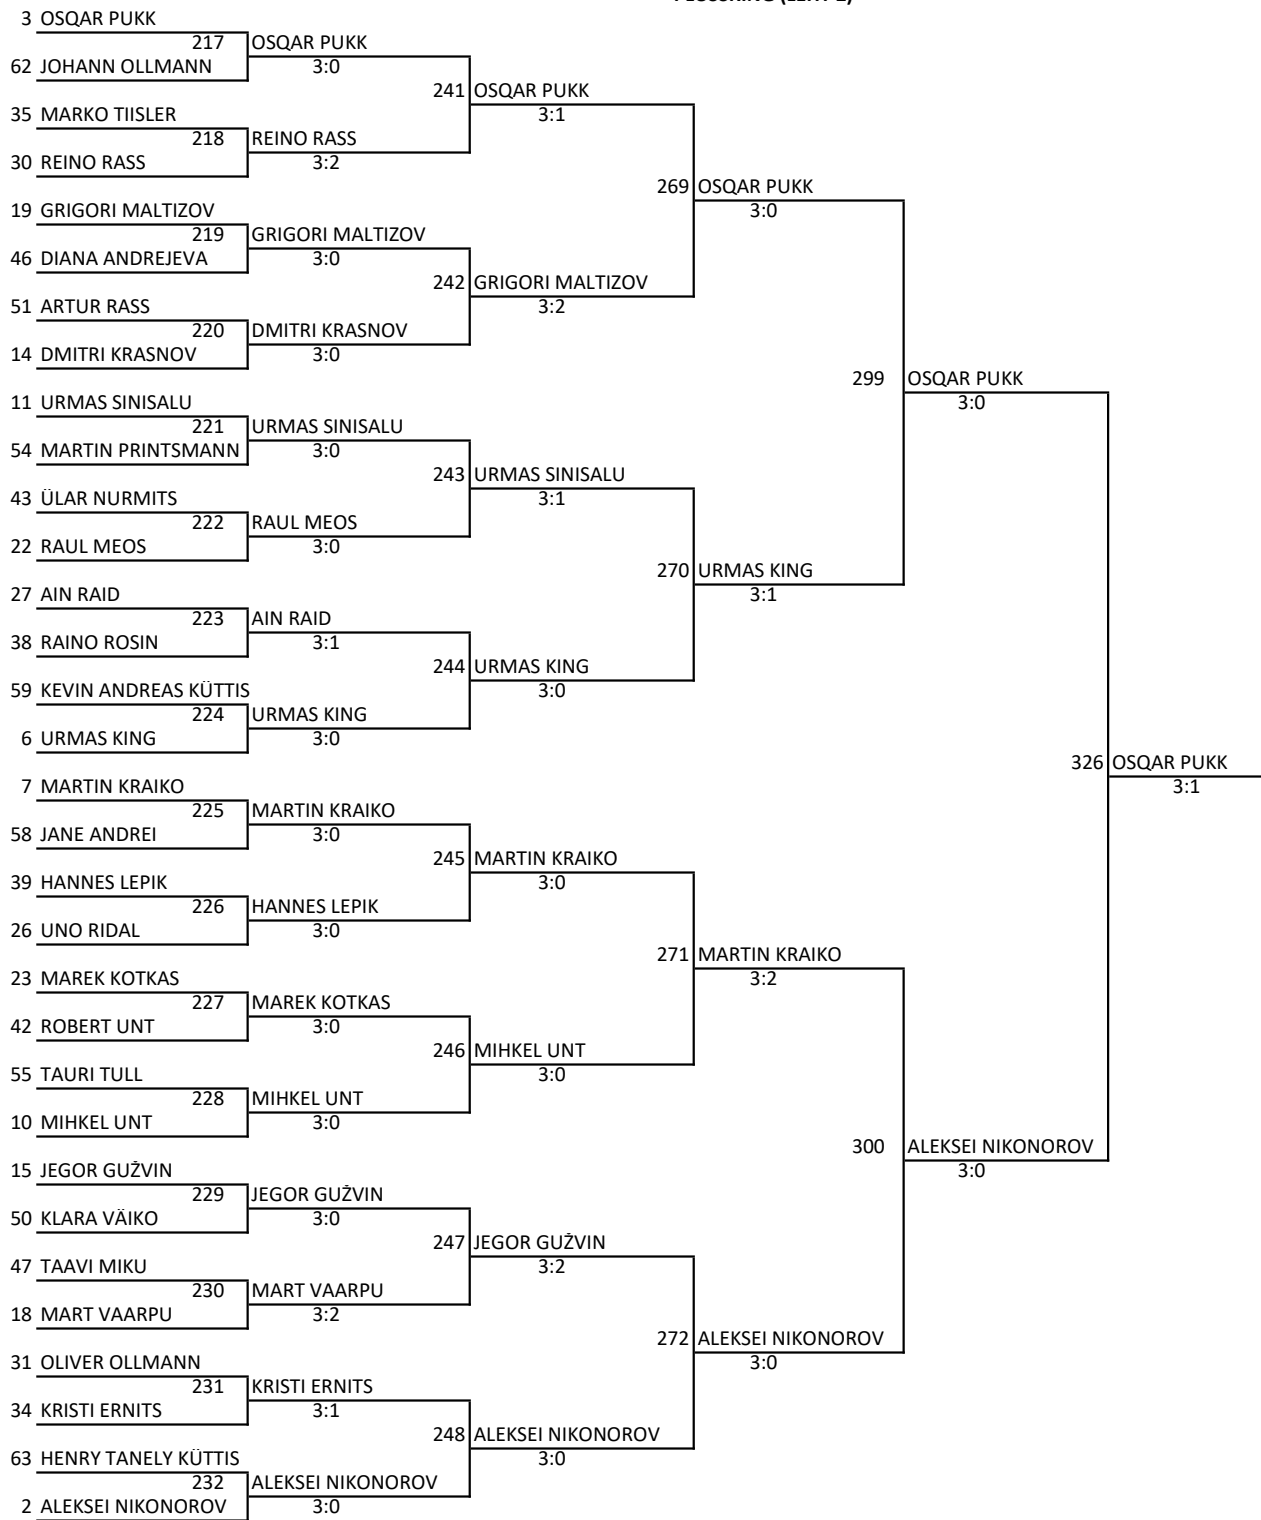 3 OSQAR PUKK
217 OSQAR PUKK
62 JOHANN OLLMANN 3:0
241 OSQAR PUKK
35 MARKO TIISLER 3:1
218 REINO RASS
30 REINO RASS 3:2
269 OSQAR PUKK
19 GRIGORI MALTIZOV 3:0
219 GRIGORI MALTIZOV
46 DIANA ANDREJEVA 3:0
242 GRIGORI MALTIZOV
51 ARTUR RASS 3:2
220 DMITRI KRASNOV
14 DMITRI KRASNOV 3:0
299 OSQAR PUKK
11 URMAS SINISALU 3:0
221 URMAS SINISALU
54 MARTIN PRINTSMANN 3:0
243 URMAS SINISALU
43 ÜLAR NURMITS 3:1
222 RAUL MEOS
22 RAUL MEOS 3:0
270 URMAS KING
27 AIN RAID 3:1
223 AIN RAID
38 RAINO ROSIN 3:1
244 URMAS KING
59 KEVIN ANDREAS KÜTTIS 3:0
224 URMAS KING
6 URMAS KING 3:0
326 OSQAR PUKK
7 MARTIN KRAIKO 3:1
225 MARTIN KRAIKO
58 JANE ANDREI 3:0
245 MARTIN KRAIKO
39 HANNES LEPIK 3:0
226 HANNES LEPIK
26 UNO RIDAL 3:0
271 MARTIN KRAIKO
23 MAREK KOTKAS 3:2
227 MAREK KOTKAS
42 ROBERT UNT 3:0
246 MIHKEL UNT
55 TAURI TULL 3:0
228 MIHKEL UNT
10 MIHKEL UNT 3:0
300 ALEKSEI NIKONOROV
15 JEGOR GUŽVIN 3:0
229 JEGOR GUŽVIN
50 KLARA VÄIKO 3:0
247 JEGOR GUŽVIN
47 TAAVI MIKU 3:2
230 MART VAARPU
18 MART VAARPU 3:2
272 ALEKSEI NIKONOROV
31 OLIVER OLLMANN 3:0
231 KRISTI ERNITS
34 KRISTI ERNITS 3:1
248 ALEKSEI NIKONOROV
63 HENRY TANELY KÜTTIS 3:0
232 ALEKSEI NIKONOROV
2 ALEKSEI NIKONOROV 3:0